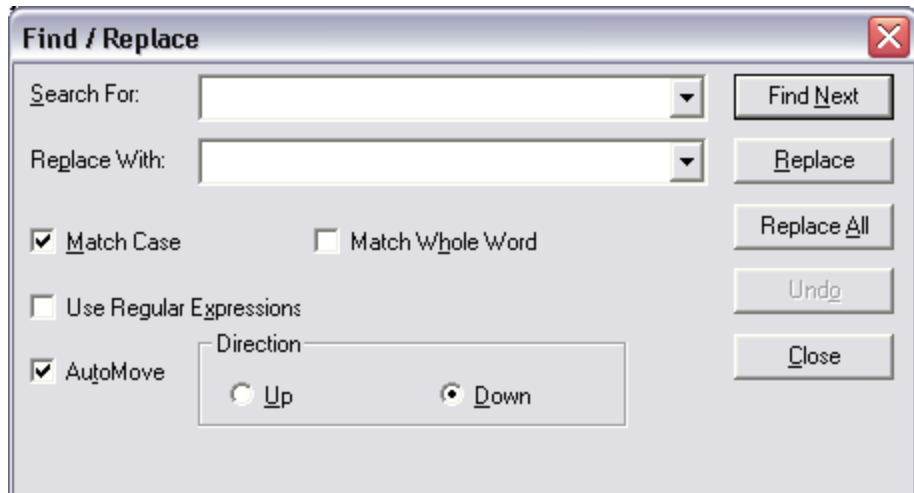 Find / Replace
Search For:
Find Next
Replace With:
Replace
Match Case
Match Whole Word
Replace All
Use Regular Expressions
Undo
Direction
AutoMove
Up
Down
Close